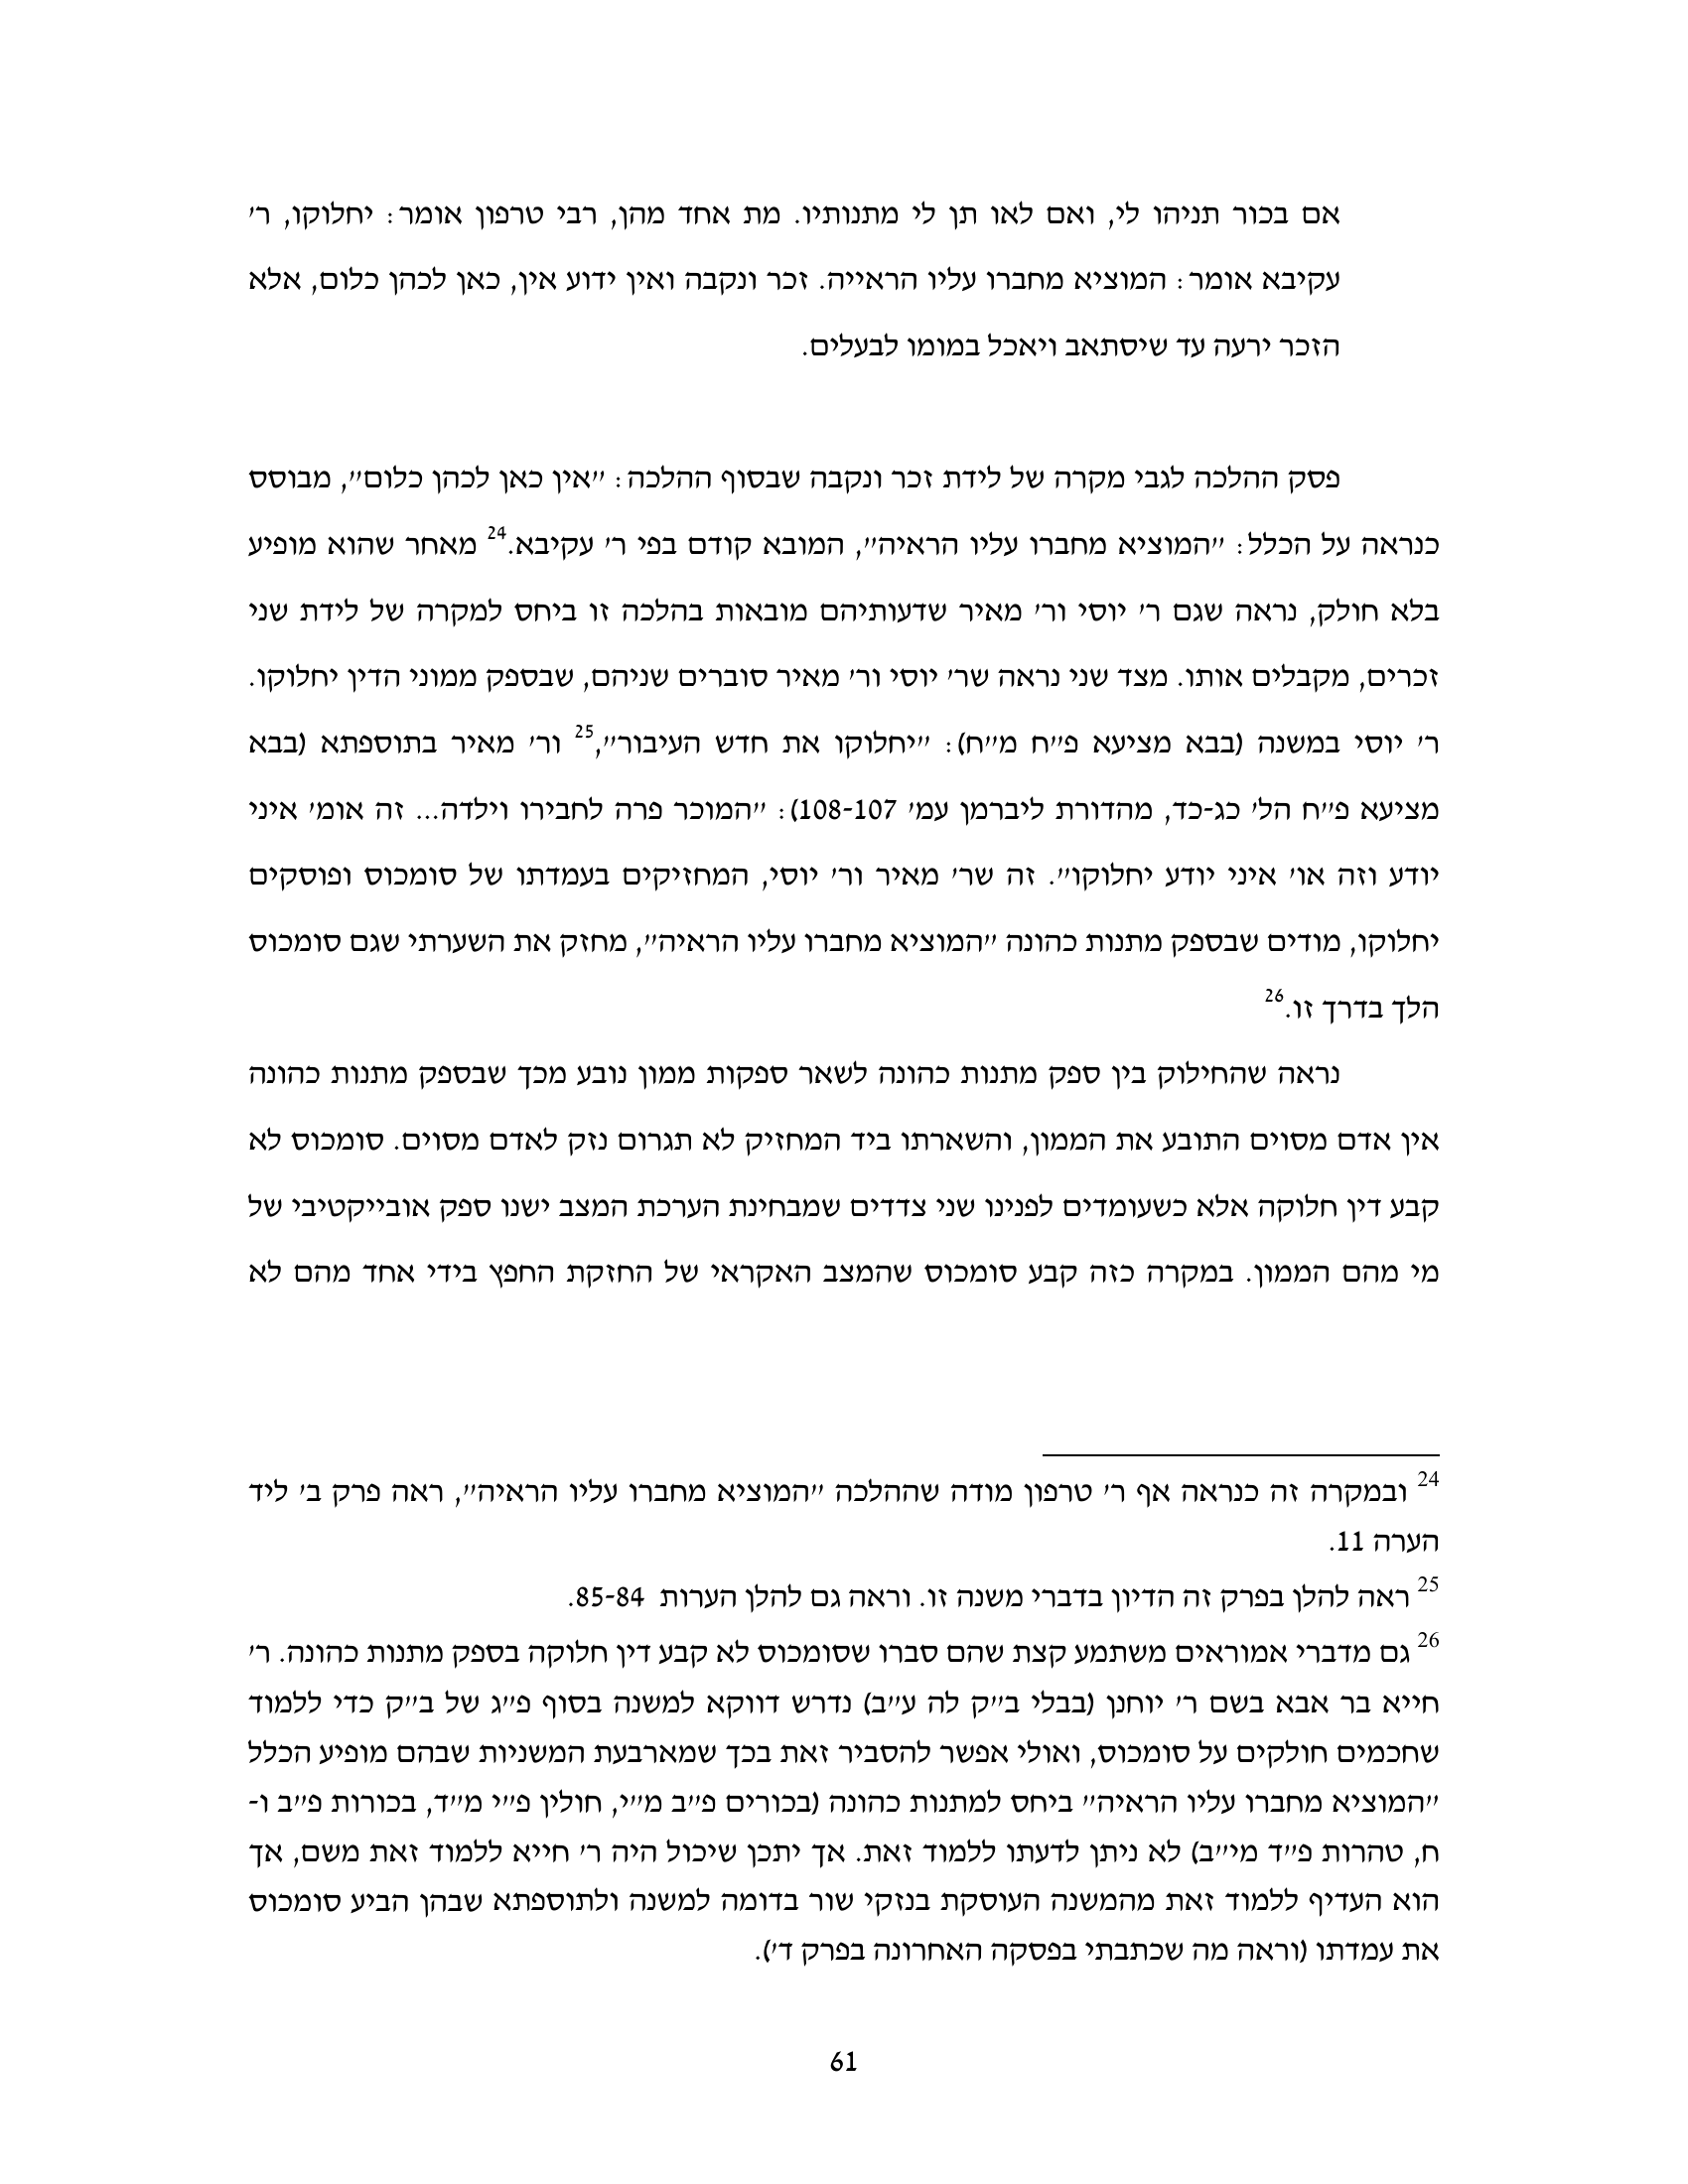 אם בכור תניהו לי, ואם לאו תן לי מתנותיו. מת אחד מהן, רבי טרפון אומר: יחלוקו, ר'
עקיבא אומר: המוציא מחברו עליו הראייה. זכר ונקבה ואין ידוע אין, כאן לכהן כלום, אלא
הזכר ירעה עד שיסתאב ויאכל במומו לבעלים.
פסק ההלכה לגבי מקרה של לידת זכר ונקבה שבסוף ההלכה: "אין כאן לכהן כלום", מבוסס
כנראה על הכלל: "המוציא מחברו עליו הראיה", המובא קודם בפי ר' עקיבא.24 מאחר שהוא מופיע
בלא חולק, נראה שגם ר' יוסי ור' מאיר שדעותיהם מובאות בהלכה זו ביחס למקרה של לידת שני
זכרים, מקבלים אותו. מצד שני נראה שר' יוסי ור' מאיר סוברים שניהם, שבספק ממוני הדין יחלוקו.
ר' יוסי במשנה (בבא מציעא פ"ח מ"ח): "יחלוקו את חדש העיבור",25 ור' מאיר בתוספתא (בבא
מציעא פ"ח הל' כג-כד, מהדורת ליברמן עמ' 108-107): "המוכר פרה לחבירו וילדה... זה אומ' איני
יודע וזה או' איני יודע יחלוקו". זה שר' מאיר ור' יוסי, המחזיקים בעמדתו של סומכוס ופוסקים
יחלוקו, מודים שבספק מתנות כהונה "המוציא מחברו עליו הראיה", מחזק את השערתי שגם סומכוס
הלך בדרך זו.26
נראה שהחילוק בין ספק מתנות כהונה לשאר ספקות ממון נובע מכך שבספק מתנות כהונה
אין אדם מסוים התובע את הממון, והשארתו ביד המחזיק לא תגרום נזק לאדם מסוים. סומכוס לא
קבע דין חלוקה אלא כשעומדים לפנינו שני צדדים שמבחינת הערכת המצב ישנו ספק אובייקטיבי של
מי מהם הממון. במקרה כזה קבע סומכוס שהמצב האקראי של החזקת החפץ בידי אחד מהם לא
24 ובמקרה זה כנראה אף ר' טרפון מודה שההלכה "המוציא מחברו עליו הראיה", ראה פרק ב' ליד
הערה 11.
25 ראה להלן בפרק זה הדיון בדברי משנה זו. וראה גם להלן הערות 85-84.
26 גם מדברי אמוראים משתמע קצת שהם סברו שסומכוס לא קבע דין חלוקה בספק מתנות כהונה. ר'
חייא בר אבא בשם ר' יוחנן (בבלי ב"ק לה ע"ב) נדרש דווקא למשנה בסוף פ"ג של ב"ק כדי ללמוד
שחכמים חולקים על סומכוס, ואולי אפשר להסביר זאת בכך שמארבעת המשניות שבהם מופיע הכלל
"המוציא מחברו עליו הראיה" ביחס למתנות כהונה (בכורים פ"ב מ"י, חולין פ"י מ"ד, בכורות פ"ב ו-
ח, טהרות פ"ד מי"ב) לא ניתן לדעתו ללמוד זאת. אך יתכן שיכול היה ר' חייא ללמוד זאת משם, אך
הוא העדיף ללמוד זאת מהמשנה העוסקת בנזקי שור בדומה למשנה ולתוספתא שבהן הביע סומכוס
את עמדתו (וראה מה שכתבתי בפסקה האחרונה בפרק ד').
61